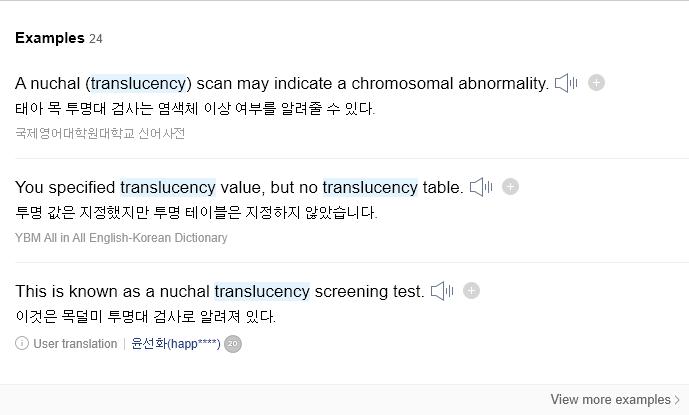 Examples 24
A nuchal (translucency) scan may indicate a chromosomal abnormality.
태아 목 투명대 검사는 염색체 이상 여부를 알려줄 수 있다.
국제영어대학원대학교 신어사전
You specified translucency value, but no translucency table.
투명 값은 지정했지만 투명 테이블은 지정하지 않았습니다.
YBM All in All English-Korean Dictionary
This is known as a nuchal translucency screening test.
이것은 목덜미 투명대 검사로 알려져 있다.
User translation | 윤선화(happ****) 20
View more examples